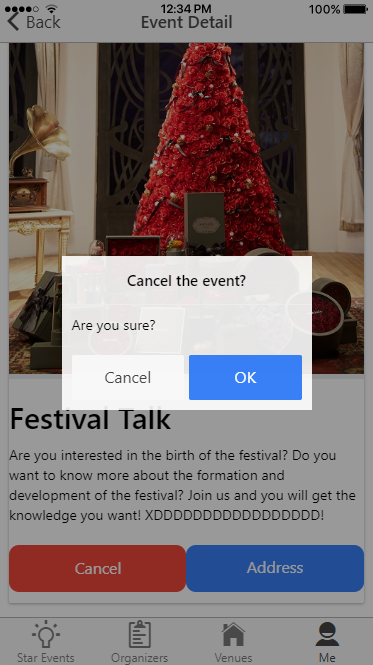 12:34 PM
100%
Back
Event Detail
Cancel the event?
Are you sure?
Cancel
OK
Festival Talk
Are you interested in the birth of the festival? Do you
want to know more about the formation and
development of the festival? Join us and you will get the
knowledge you want! XDDDDDDDDDDDDDDDDD!
Cancel
Address
Star Events
Organizers
Venues
Me